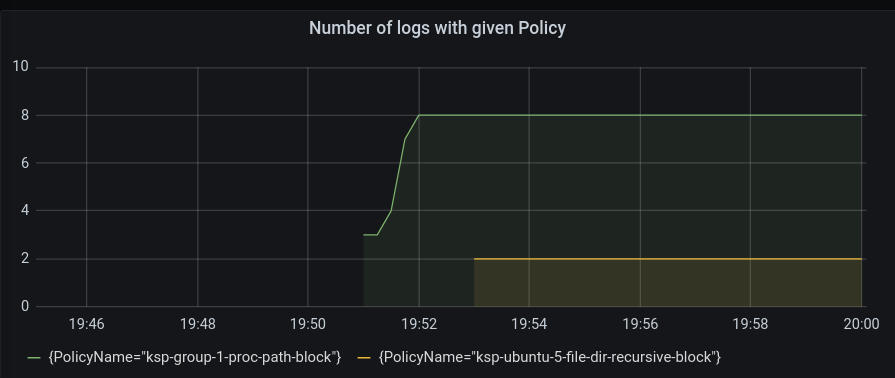 Number of logs with given Policy
10
8
6
4
2
0
19:46 19:48 19:50 19:52 19:54 19:56 19:58 20:00
{PolicyName="ksp-group-1-proc-path-block"} {PolicyName="ksp-ubuntu-5-file-dir-recursive-block"}